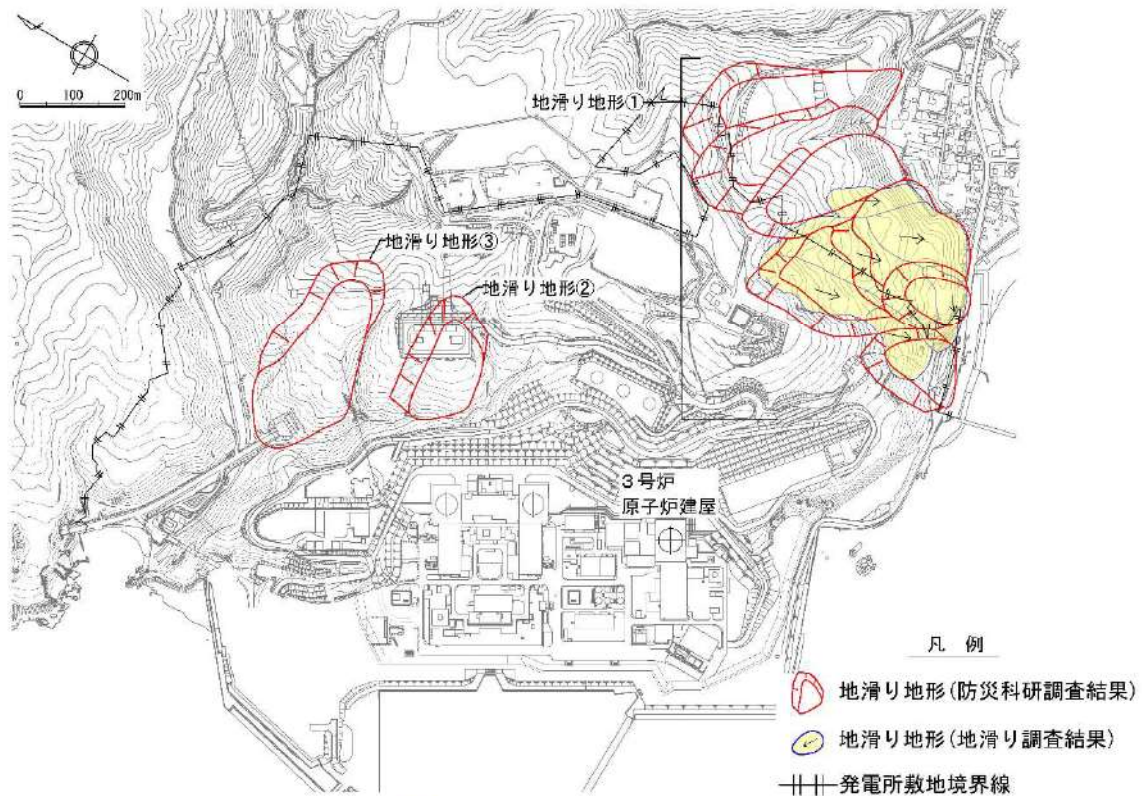 0 100 200m
地滑り地形①
地滑り地形③
地滑り地形②
3号炉
原子炉建屋
凡 例
地滑り地形(防災科研調査結果)
地滑り地形(地滑り調査結果)
発電所敷地境界線